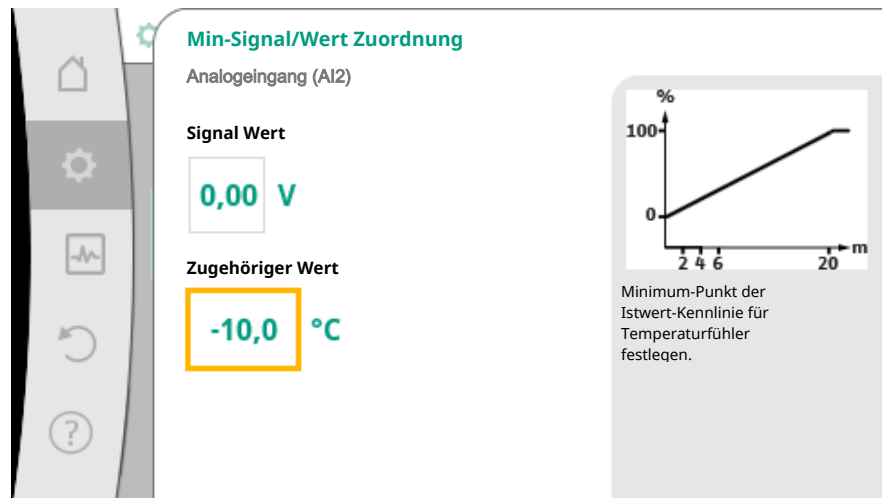 Min-Signal/Wert Zuordnung
Analogeingang (AI2)
Signal Wert
0,00 V
Zugehöriger Wert
-10,0 °C
%
100
0
2 4 6 20 m
Minimum-Punkt der
Istwert-Kennlinie für
Temperaturfühler
festlegen.
?